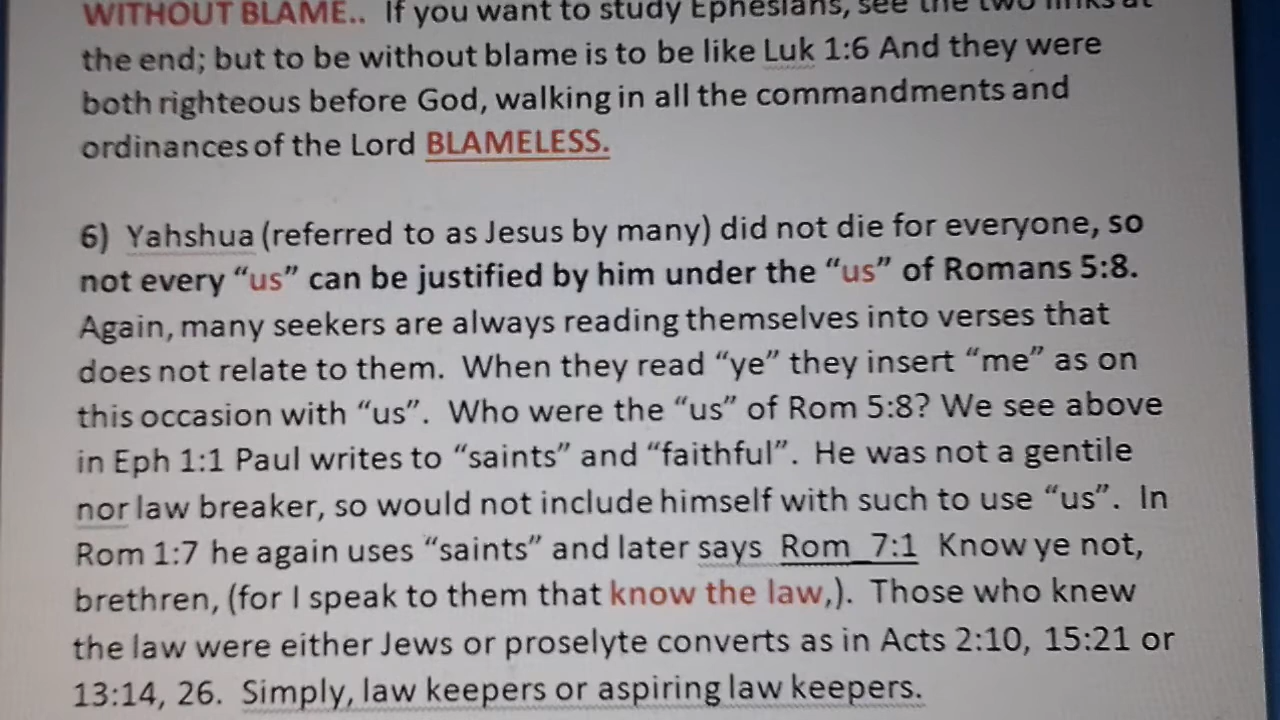 WITHOUT BLAME.. If you want to study Ephesians, see the two links at
the end; but to be without blame is to be like Luk 1:6 And they were
both righteous before God, walking in all the commandments and
ordinances of the Lord BLAMELESS.
6) Yahshua (referred to as Jesus by many) did not die for everyone, so
not every “us” can be justified by him under the “us” of Romans 5:8.
Again, many seekers are always reading themselves into verses that
does not relate to them. When they read “ye” they insert “me” as on
this occasion with “us”. Who were the “us” of Rom 5:8? We see above
in Eph 1:1 Paul writes to “saints” and “faithful”. He was not a gentile
nor law breaker, so would not include himself with such to use “us”. In
Rom 1:7 he again uses “saints” and later says Rom 7:1 Know ye not,
brethren, (for I speak to them that know the law,). Those who knew
the law were either Jews or proselyte converts as in Acts 2:10, 15:21 or
13:14, 26. Simply, law keepers or aspiring law keepers.